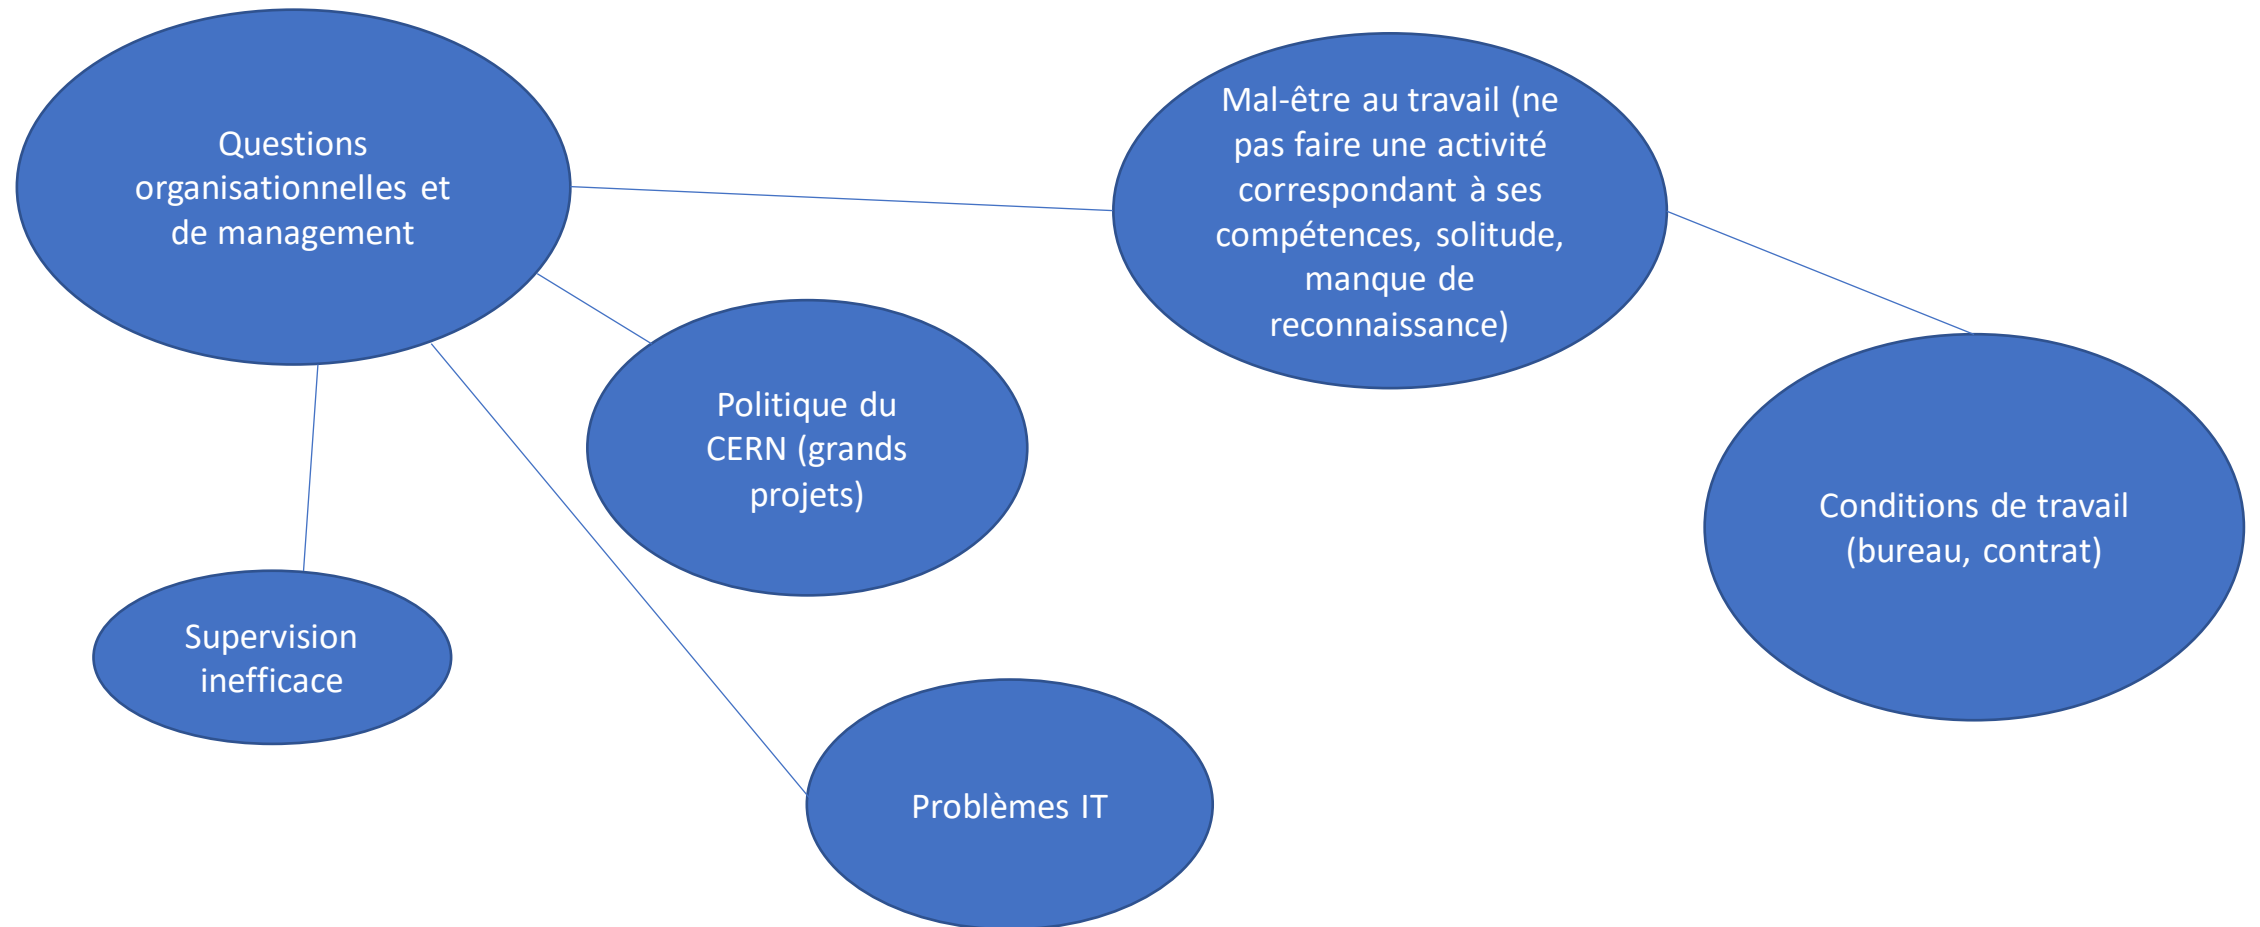 Questions
organisationnelles et
de management
Mal-être au travail (ne
pas faire une activité
correspondant à ses
compétences, solitude,
manque de
reconnaissance)
Politique du
CERN (grands
projets)
Conditions de travail
(bureau, contrat)
Supervision
inefficace
Problèmes IT